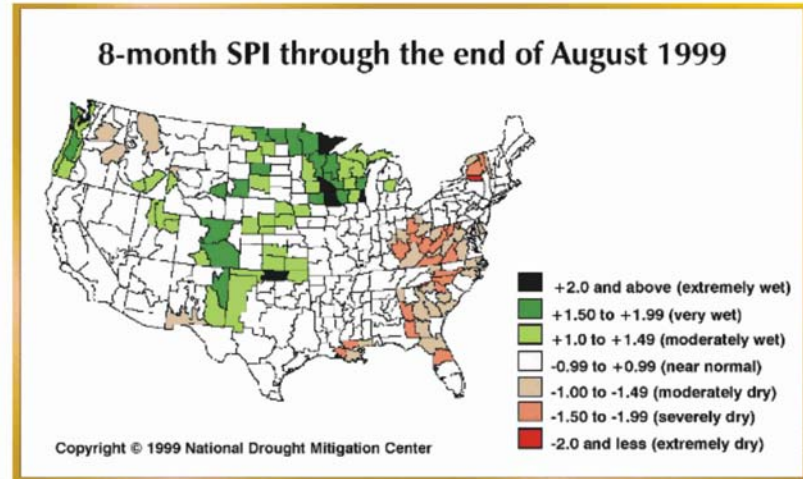 8-month SPI through the end of August 1999
+2.0 and above (extremely wet)
+1.50 to +1.99 (very wet)
+1.0 to +1.49 (moderately wet)
-0.99 to +0.99 (near normal)
-1.00 to -1.49 (moderately dry)
-1.50 to -1.99 (severely dry)
-2.0 and less (extremely dry)
Copyright © 1999 National Drought Mitigation Center